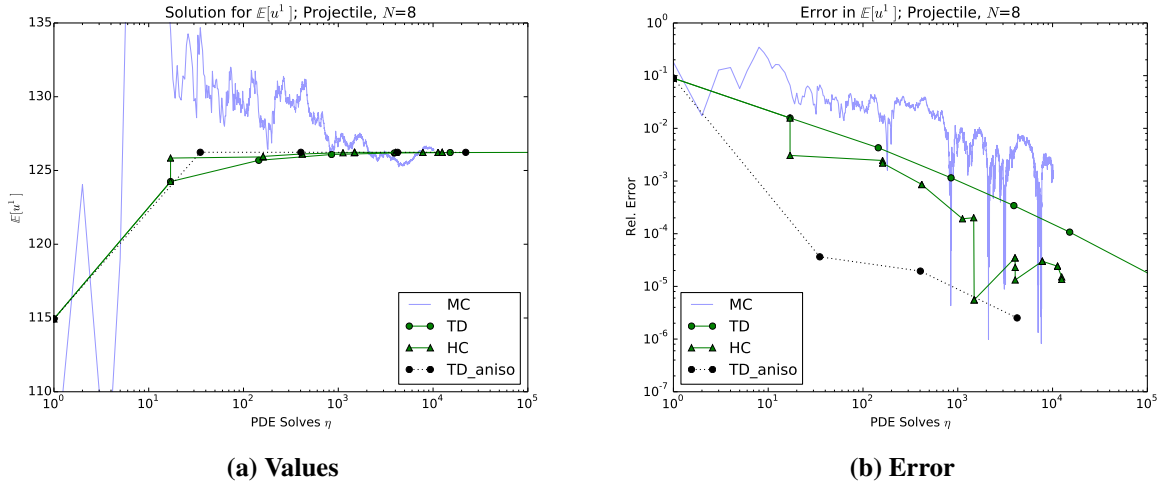 Solution for 𝔼[u¹]; Projectile, N=8
135
130
125
120
115
110
𝔼[u¹]
10⁰ 10¹ 10² 10³ 10⁴ 10⁵
PDE Solves η
MC
TD
HC
TD_aniso
(a) Values
Error in 𝔼[u¹]; Projectile, N=8
10⁰
10⁻¹
10⁻²
10⁻³
10⁻⁴
10⁻⁵
10⁻⁶
10⁻⁷
Rel. Error
10⁰ 10¹ 10² 10³ 10⁴ 10⁵
PDE Solves η
MC
TD
HC
TD_aniso
(b) Error